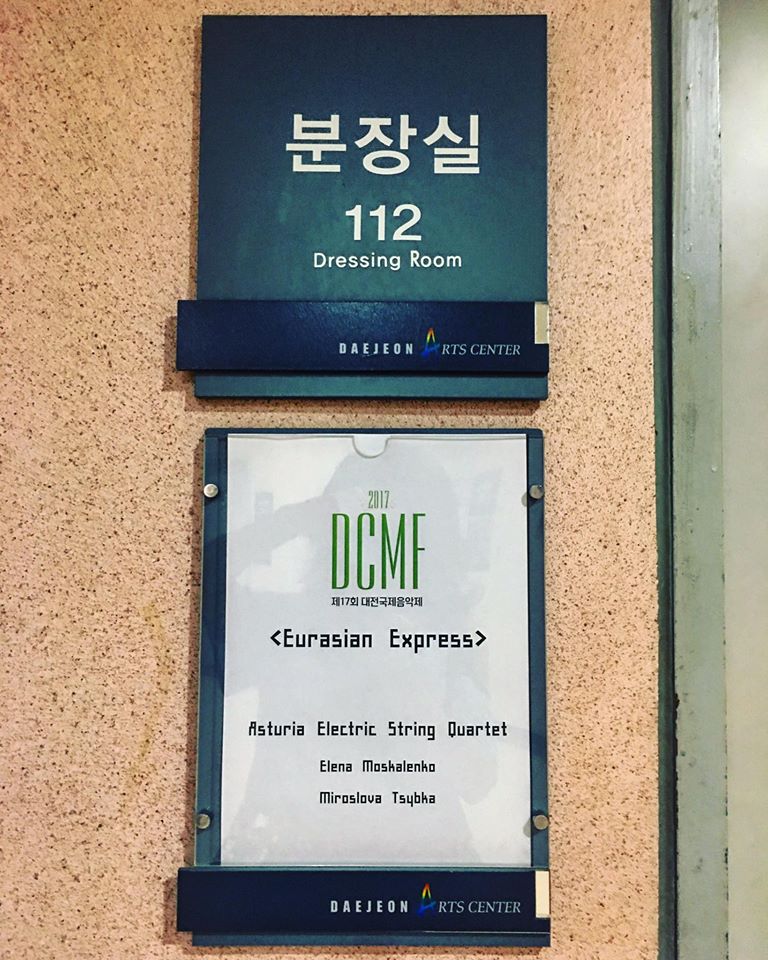 분장실
112
Dressing Room
DAEJEON ARTS CENTER
2017
DCMF
제17회 대전국제음악제
<Eurasian Express>
Asturia Electric String Quartet
Elena Moskalenko
Miroslova Tsybka
DAEJEON ARTS CENTER